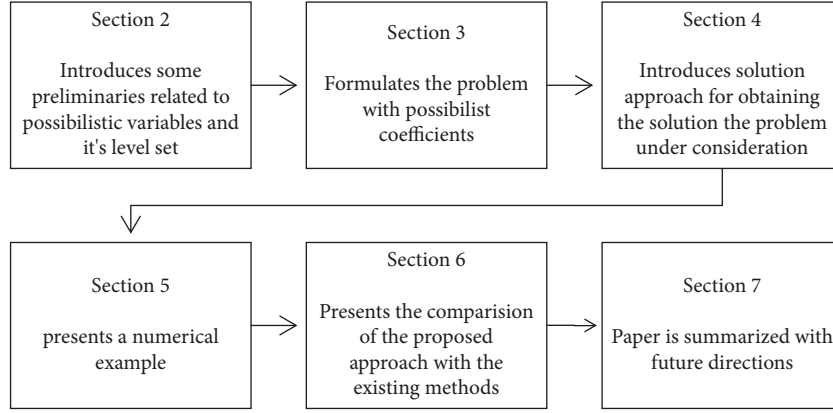 Section 2
Introduces some
preliminaries related to
possibilistic variables and
it's level set
Section 3
Formulates the problem
with possibilist
coefficients
Section 4
Introduces solution
approach for obtaining
the solution the problem
under consideration
Section 5
presents a numerical
example
Section 6
Presents the comparision
of the proposed
approach with the
existing methods
Section 7
Paper is summarized with
future directions